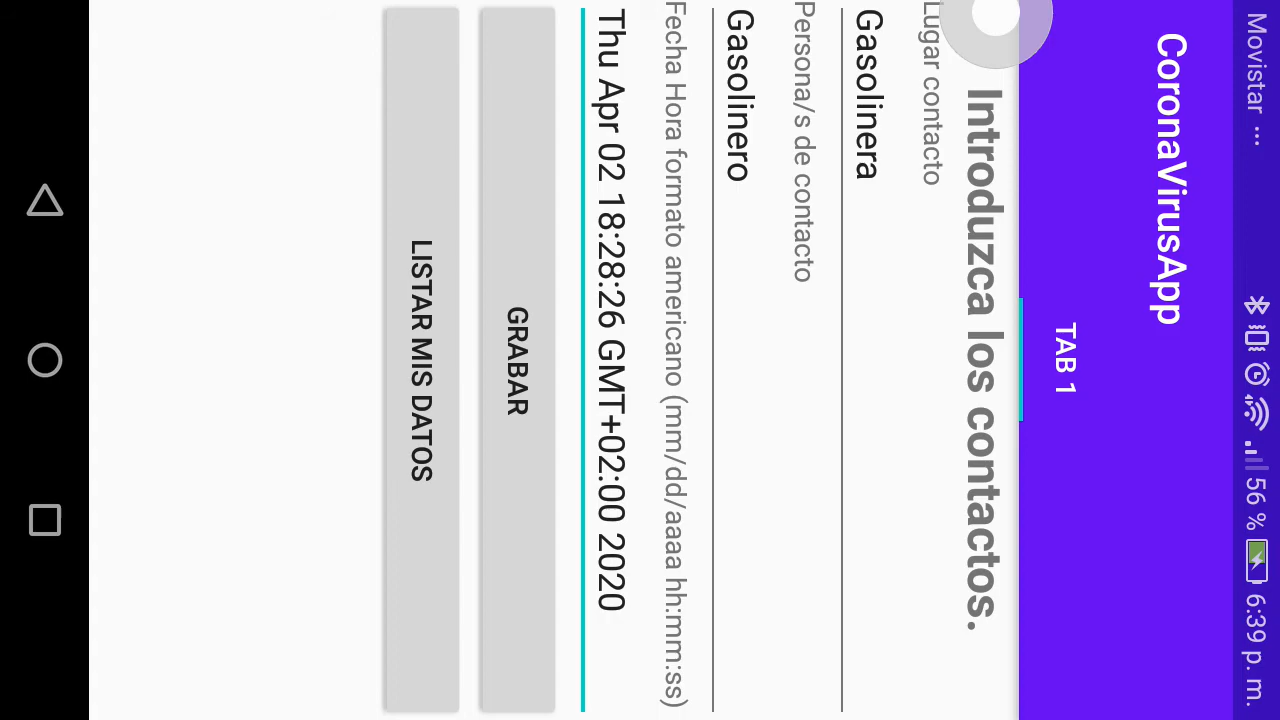 Movistar ... 56 % 6:39 p. m.
CoronaVirusApp
TAB 1
Introduzca los contactos.
Lugar contacto
Gasolinera
Persona/s de contacto
Gasolinero
Fecha Hora formato americano (mm/dd/aaaa hh:mm:ss)
Thu Apr 02 18:28:26 GMT+02:00 2020
GRABAR
LISTAR MIS DATOS